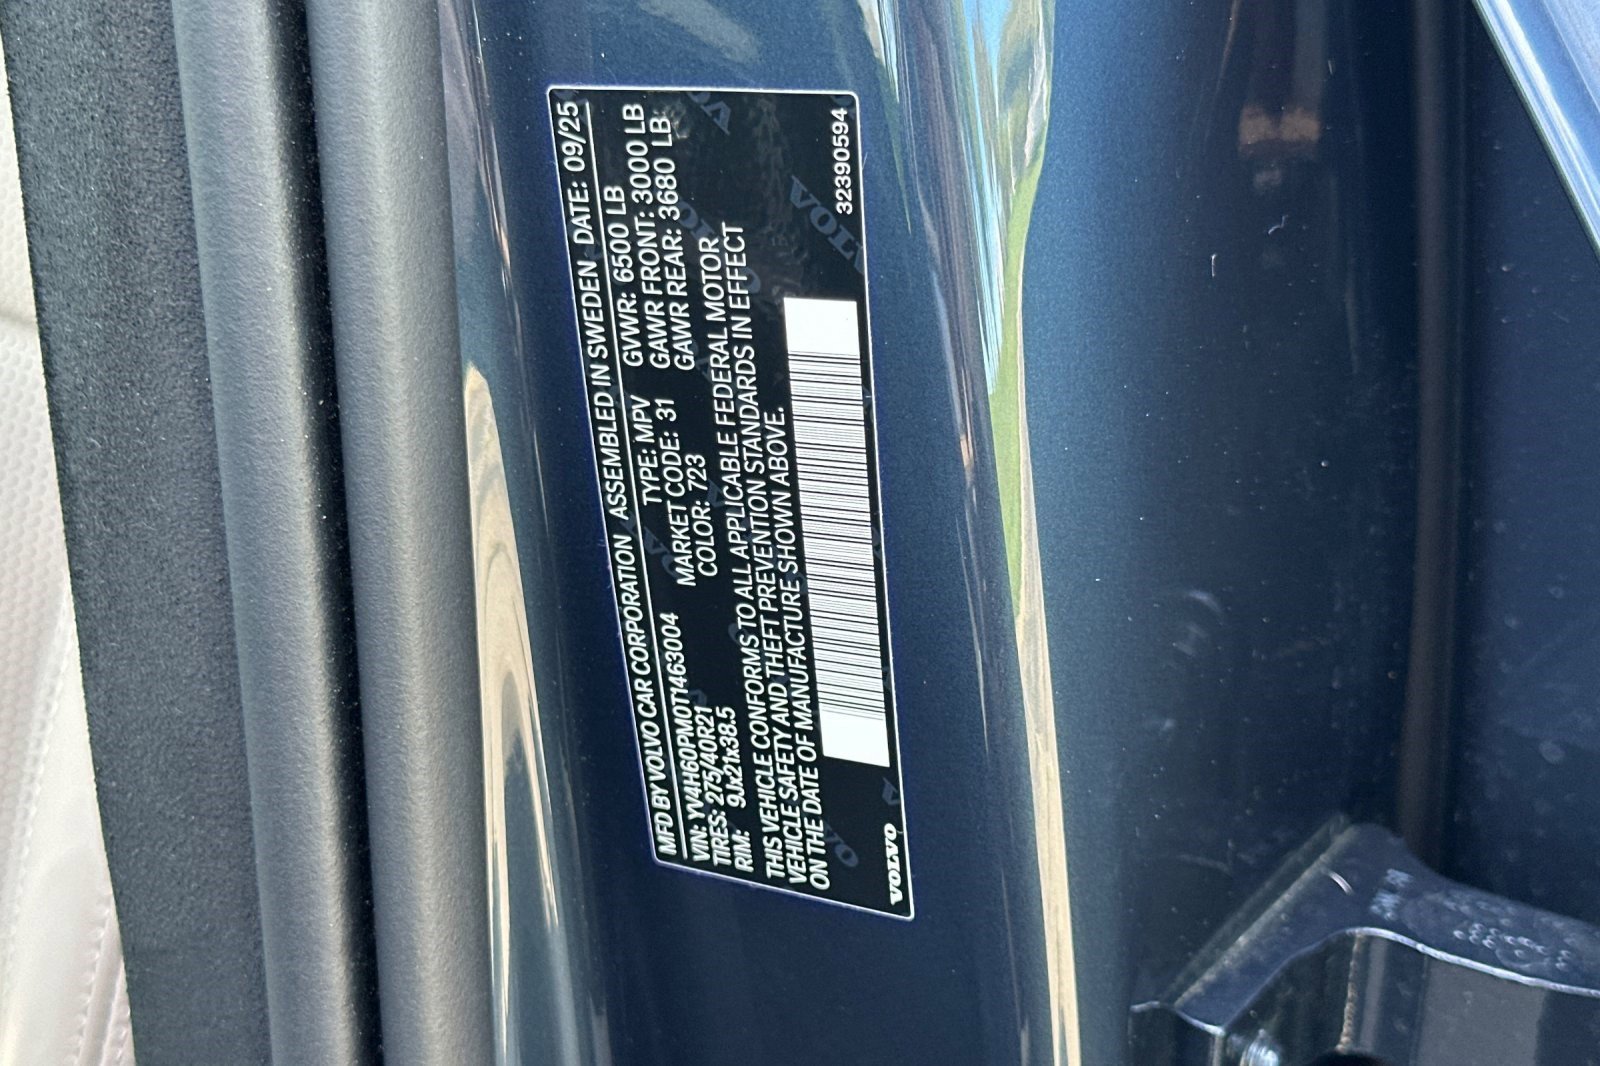 MFD BY VOLVO CAR CORPORATION ASSEMBLED IN SWEDEN DATE: 09/25
VIN: YV4H60PM0T1463004 TYPE: MPV GVWR: 6500 LB
TIRES: 275/40R21 MARKET CODE: 31 GAWR FRONT: 3000 LB
RIM: 9Jx21x38.5 COLOR: 723 GAWR REAR: 3680 LB
THIS VEHICLE CONFORMS TO ALL APPLICABLE FEDERAL MOTOR
VEHICLE SAFETY AND THEFT PREVENTION STANDARDS IN EFFECT
ON THE DATE OF MANUFACTURE SHOWN ABOVE.
VOLVO 32390594